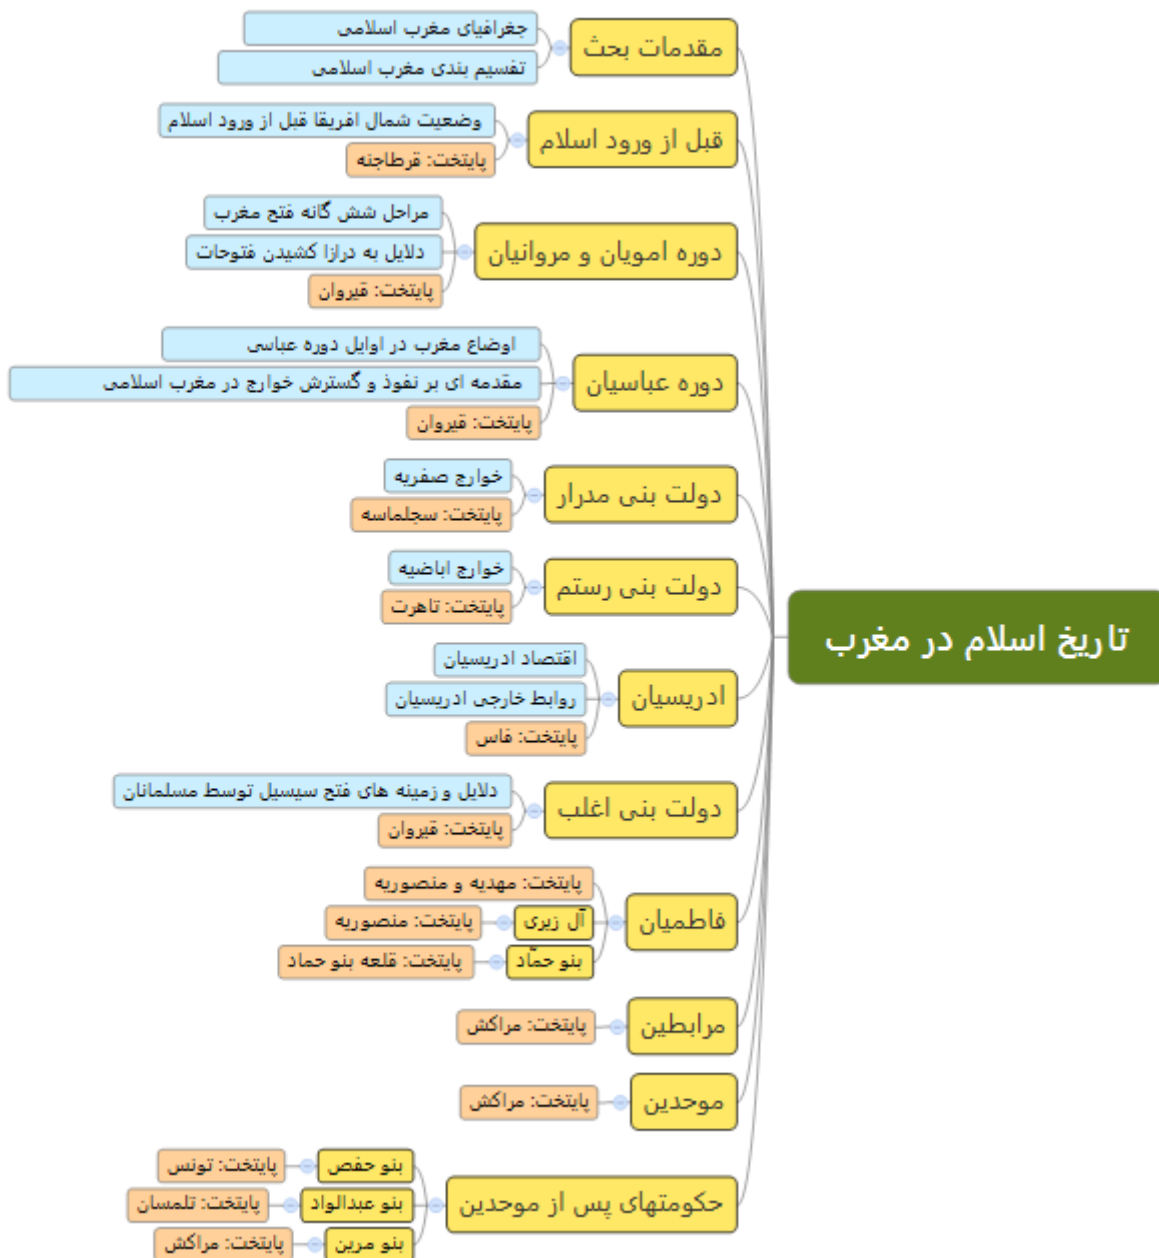 تاریخ اسلام در مغرب
مقدمات بحث
جغرافیای مغرب اسلامی
تقسیم بندی مغرب اسلامی
قبل از ورود اسلام
وضعیت شمال افریقا قبل از ورود اسلام
پایتخت: قرطاجنه
دوره امویان و مروانیان
مراحل شش گانه فتح مغرب
دلایل به درازا کشیدن فتوحات
پایتخت: قیروان
دوره عباسیان
اوضاع مغرب در اوایل دوره عباسی
مقدمه ای بر نفوذ و گسترش خوارج در مغرب اسلامی
پایتخت: قیروان
دولت بنی مدرار
خوارج صفریه
پایتخت: سجلماسه
دولت بنی رستم
خوارج اباضیه
پایتخت: تاهرت
ادریسیان
اقتصاد ادریسیان
روابط خارجی ادریسیان
پایتخت: فاس
دولت بنی اغلب
دلایل و زمینه های فتح سیسیل توسط مسلمانان
پایتخت: قیروان
فاطمیان
پایتخت: مهدیه و منصوریه
آل زیری
پایتخت: منصوریه
بنو حمّاد
پایتخت: قلعه بنو حماد
مرابطین
پایتخت: مراکش
موحدین
پایتخت: مراکش
حکومتهای پس از موحدین
بنو حفص
پایتخت: تونس
بنو عبدالواد
پایتخت: تلمسان
بنو مرین
پایتخت: مراکش